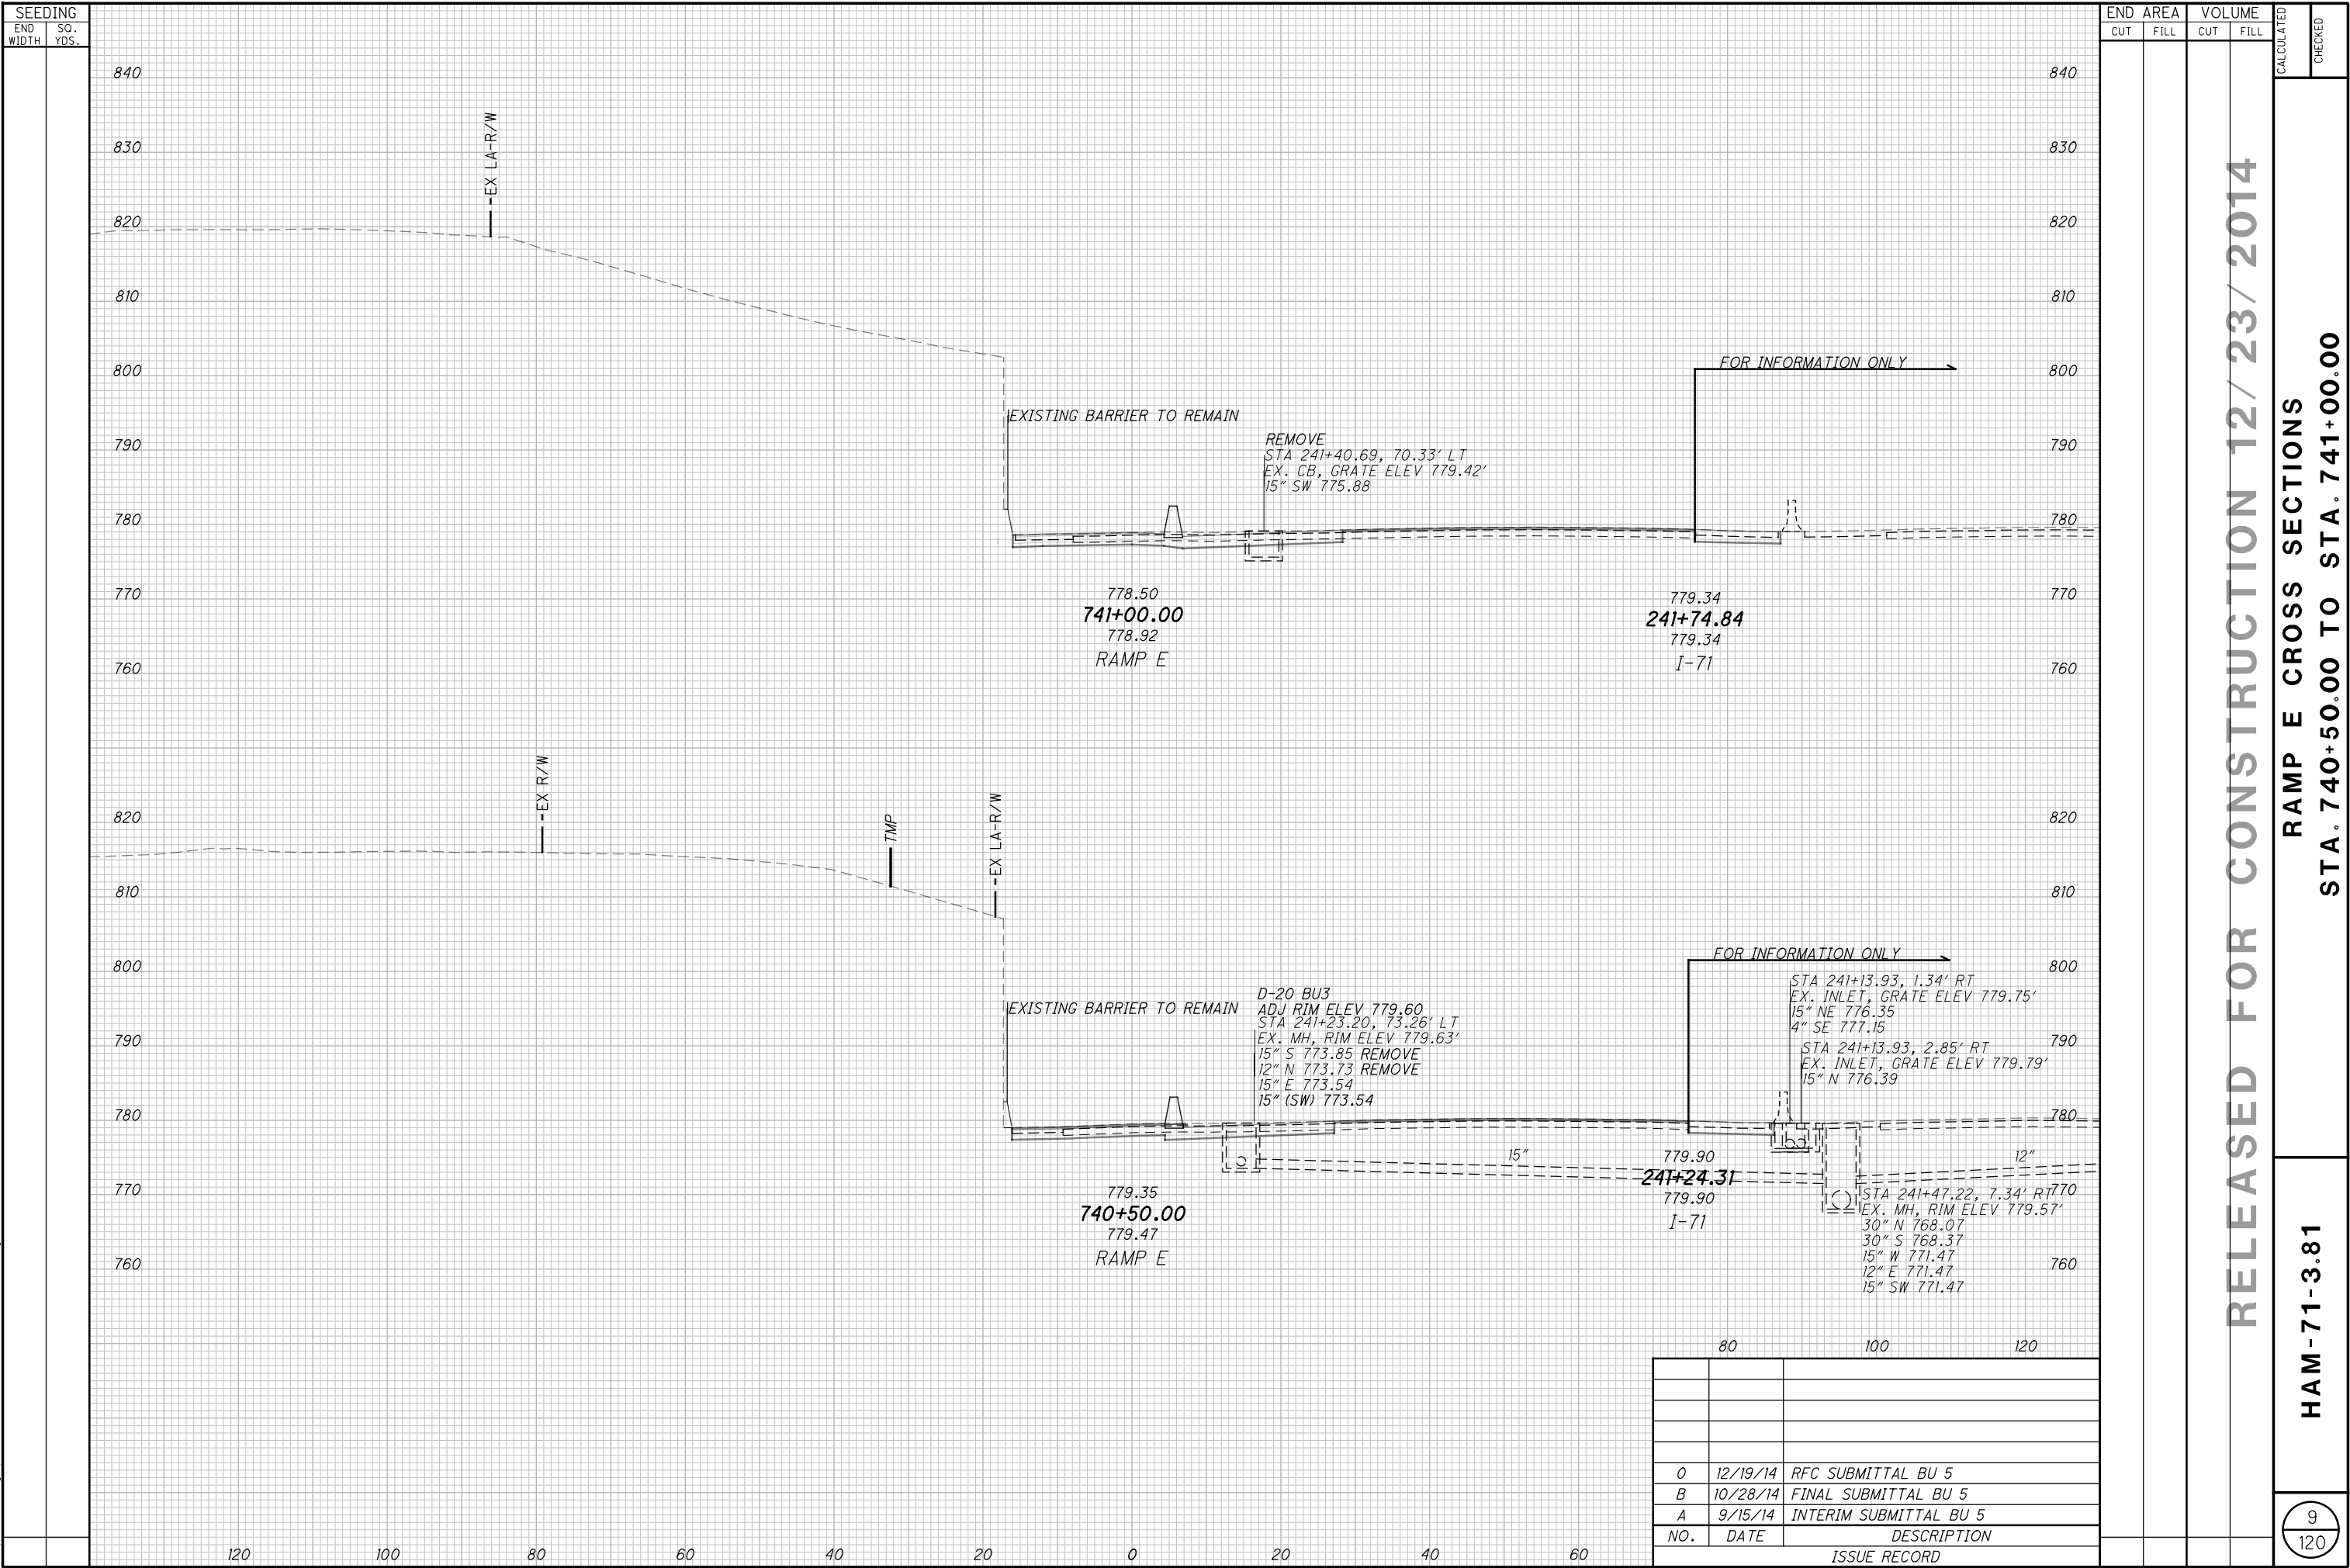 SEEDING
END WIDTH
SQ. YDS.
END AREA
VOLUME
CUT
FILL
CUT
FILL
CALCULATED
CHECKED
840
840
830
830
820
820
810
810
800
800
790
790
780
780
770
770
760
760
EX LA-R/W
EXISTING BARRIER TO REMAIN
REMOVE
STA 241+40.69, 70.33' LT
EX. CB, GRATE ELEV 779.42'
15" SW 775.88
FOR INFORMATION ONLY
778.50
741+00.00
778.92
RAMP E
779.34
241+74.84
779.34
I-71
820
820
810
810
800
800
790
790
780
780
770
770
760
760
EX R/W
TMP
EX LA-R/W
EXISTING BARRIER TO REMAIN
D-20 BU3
ADJ RIM ELEV 779.60
STA 241+23.20, 73.26' LT
EX. MH, RIM ELEV 779.63'
15" S 773.85 REMOVE
12" N 773.73 REMOVE
15" E 773.54
15" (SW) 773.54
FOR INFORMATION ONLY
STA 241+13.93, 1.34' RT
EX. INLET, GRATE ELEV 779.75'
15" NE 776.35
4" SE 777.15
STA 241+13.93, 2.85' RT
EX. INLET, GRATE ELEV 779.79'
15" N 776.39
15"
12"
779.35
740+50.00
779.47
RAMP E
779.90
241+24.31
779.90
I-71
STA 241+47.22, 7.34' RT
EX. MH, RIM ELEV 779.57'
30" N 768.07
30" S 768.37
15" W 771.47
12" E 771.47
15" SW 771.47
80 100 120
120 100 80 60 40 20 0 20 40 60
0 12/19/14 RFC SUBMITTAL BU 5
B 10/28/14 FINAL SUBMITTAL BU 5
A 9/15/14 INTERIM SUBMITTAL BU 5
NO. DATE DESCRIPTION
ISSUE RECORD
RELEASED FOR CONSTRUCTION 12/23/2014
RAMP E CROSS SECTIONS
STA. 740+50.00 TO STA. 741+00.00
HAM-71-3.81
9
120